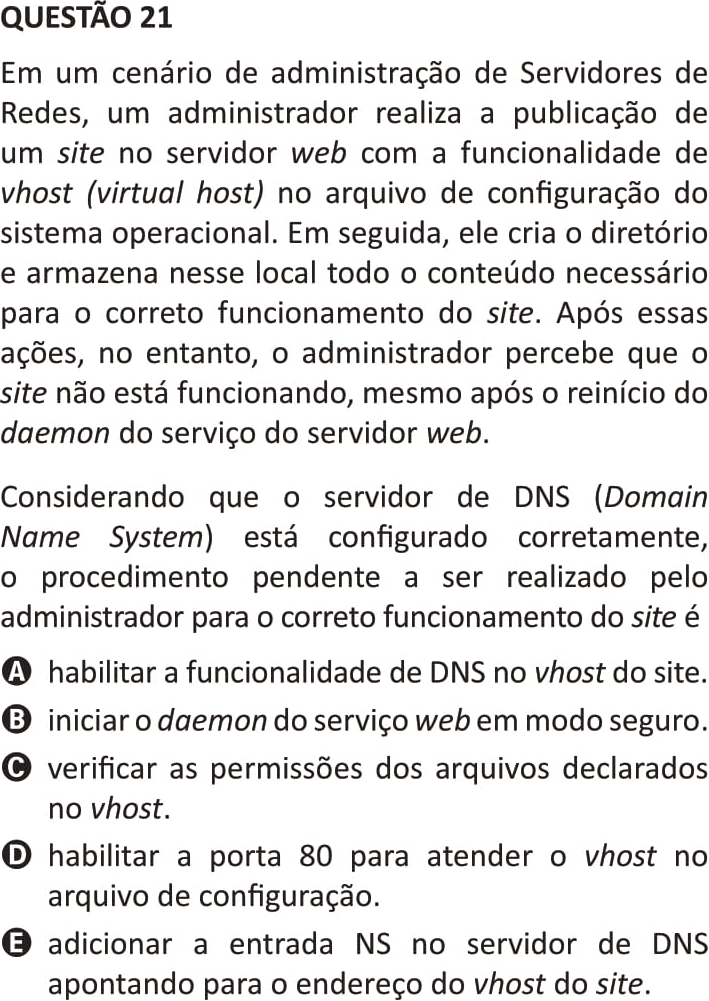 QUESTÃO 21
Em um cenário de administração de Servidores de
Redes, um administrador realiza a publicação de
um site no servidor web com a funcionalidade de
vhost (virtual host) no arquivo de configuração do
sistema operacional. Em seguida, ele cria o diretório
e armazena nesse local todo o conteúdo necessário
para o correto funcionamento do site. Após essas
ações, no entanto, o administrador percebe que o
site não está funcionando, mesmo após o reinício do
daemon do serviço do servidor web.
Considerando que o servidor de DNS (Domain
Name System) está configurado corretamente,
o procedimento pendente a ser realizado pelo
administrador para o correto funcionamento do site é
A habilitar a funcionalidade de DNS no vhost do site.
B iniciar o daemon do serviço web em modo seguro.
C verificar as permissões dos arquivos declarados
no vhost.
D habilitar a porta 80 para atender o vhost no
arquivo de configuração.
E adicionar a entrada NS no servidor de DNS
apontando para o endereço do vhost do site.